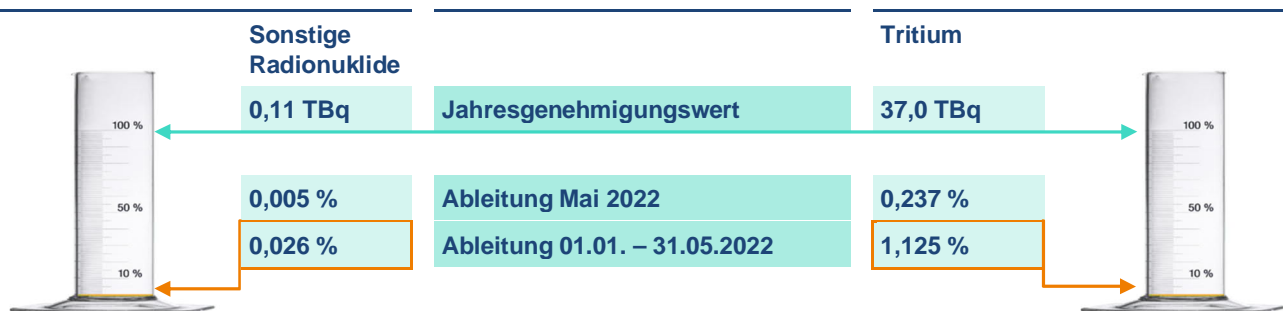 Sonstige
Radionuklide
Tritium
0,11 TBq
Jahresgenehmigungswert
37,0 TBq
100 %
100 %
0,005 %
Ableitung Mai 2022
0,237 %
50 %
50 %
0,026 %
Ableitung 01.01. – 31.05.2022
1,125 %
10 %
10 %